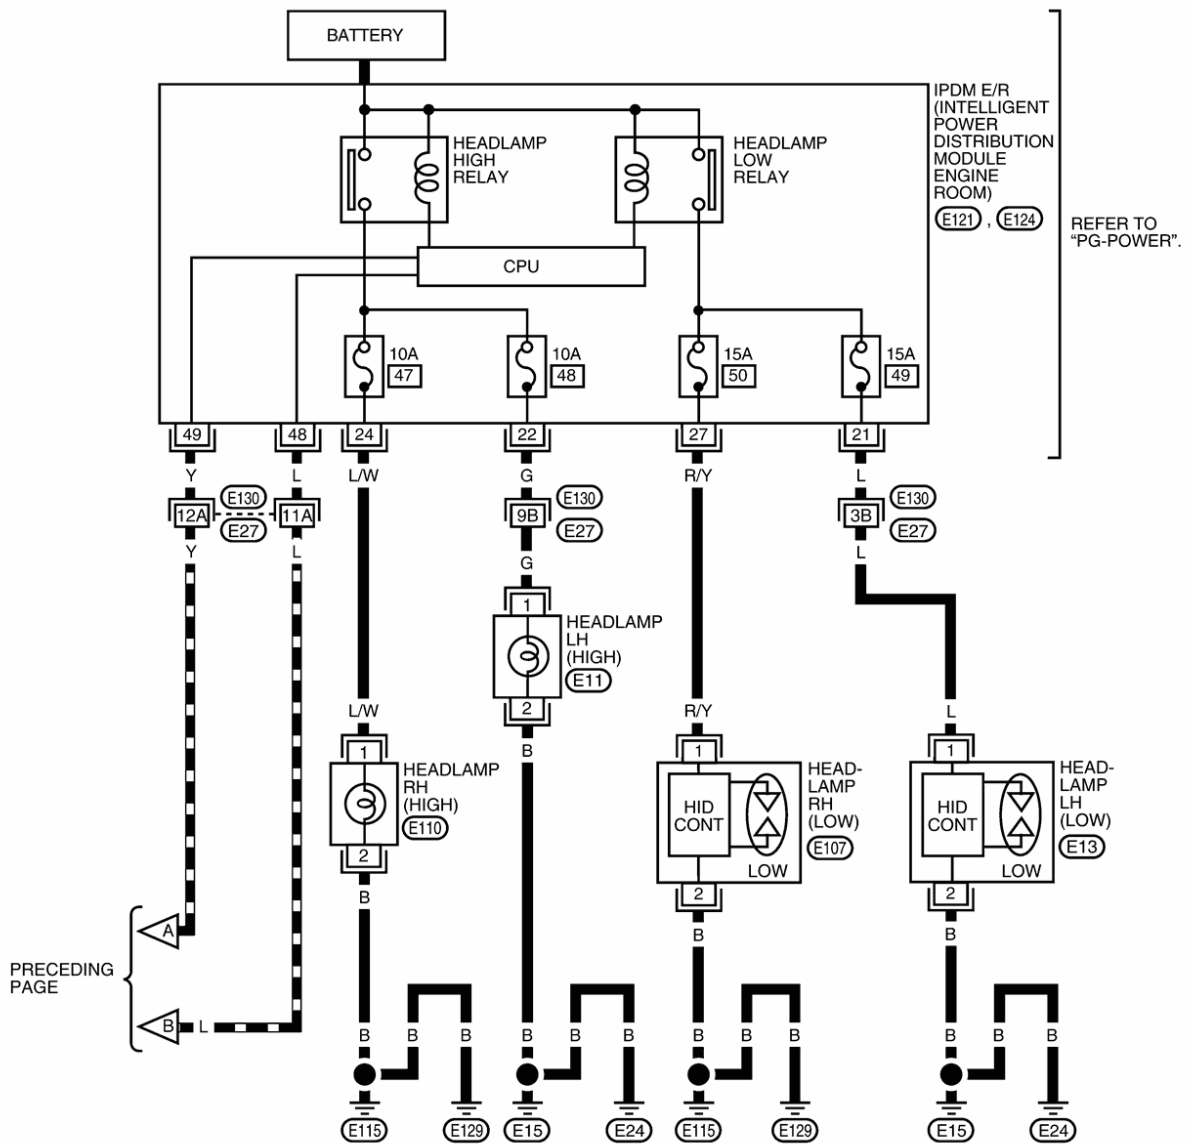 BATTERY
IPDM E/R
(INTELLIGENT
POWER
DISTRIBUTION
MODULE
ENGINE
ROOM)
E121 , E124
REFER TO
“PG-POWER”.
HEADLAMP
HIGH
RELAY
HEADLAMP
LOW
RELAY
CPU
10A
47
10A
48
15A
50
15A
49
49 48 24 22 27 21
Y L L/W G R/Y L
12A E130 11A 9B E130 3B E130
E27 E27 E27
Y L G L
1
HEADLAMP
LH
(HIGH)
E11
2
L/W B R/Y L
1
HEADLAMP
RH
(HIGH)
E110
2
B
1
HID
CONT
LOW
HEAD-
LAMP
RH
(LOW)
E107
2
B
1
HID
CONT
LOW
HEAD-
LAMP
LH
(LOW)
E13
2
B
PRECEDING
PAGE
A
B L
B B B B B B B B B B B B
E115 E129 E15 E24 E115 E129 E15 E24